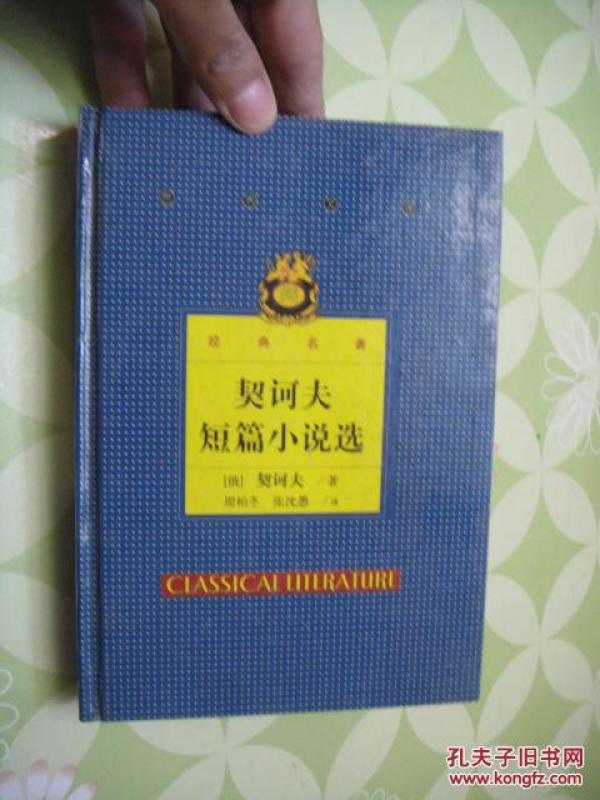 经典名著
契诃夫
短篇小说选
[俄] 契诃夫 / 著
周柏冬 张沈愚 / 译
CLASSICAL LITERATURE
孔夫子旧书网
www.kongfz.com